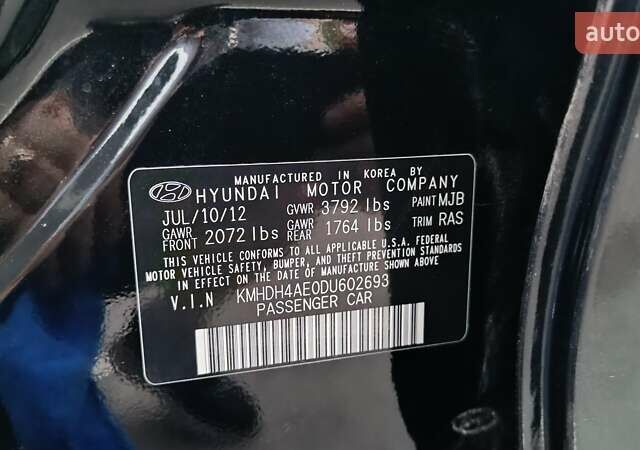 auto
MANUFACTURED IN KOREA BY
HYUNDAI MOTOR COMPANY
JUL/10/12 GVWR 3792 lbs PAINT MJB
GAWR FRONT 2072 lbs GAWR REAR 1764 lbs TRIM RAS
THIS VEHICLE CONFORMS TO ALL APPLICABLE U.S.A. FEDERAL
MOTOR VEHICLE SAFETY, BUMPER, AND THEFT PREVENTION STANDARDS
IN EFFECT ON THE DATE OF MANUFACTURE SHOWN ABOVE
V.I.N KMHDH4AE0DU602693
PASSENGER CAR